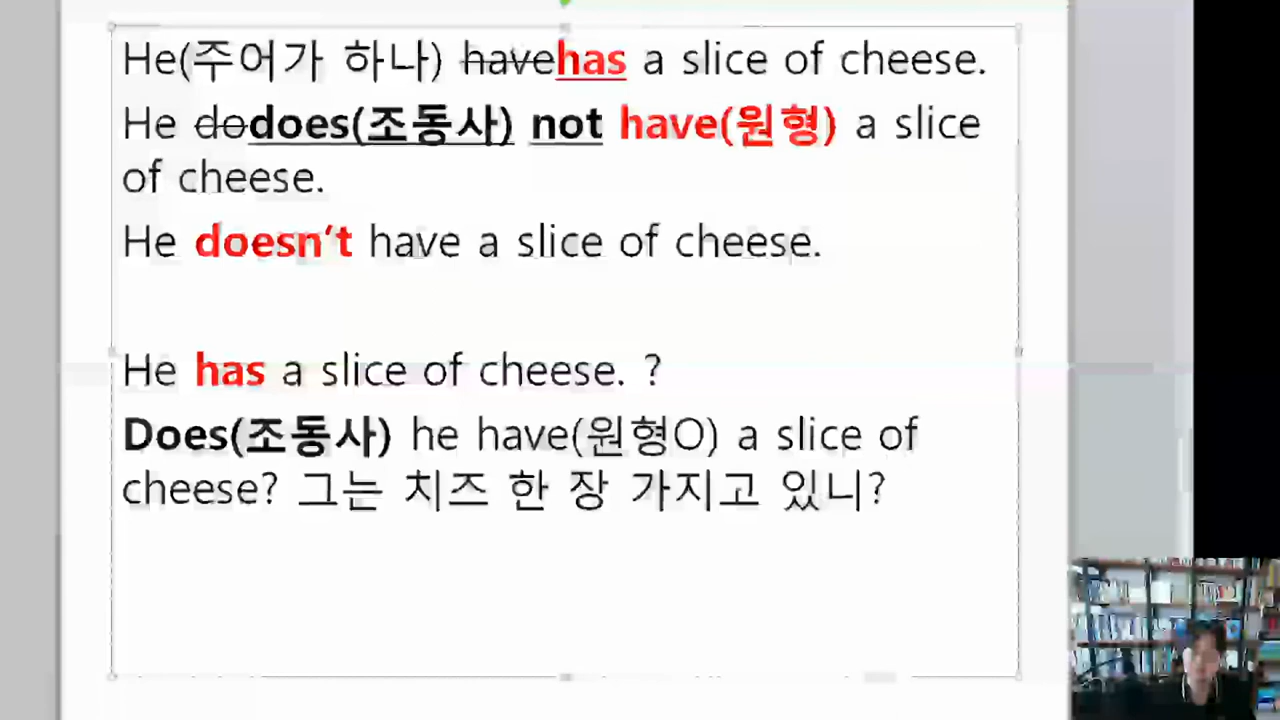 He(주어가 하나) havehas a slice of cheese.
He dodoes(조동사) not have(원형) a slice
of cheese.
He doesn't have a slice of cheese.
He has a slice of cheese. ?
Does(조동사) he have(원형O) a slice of
cheese? 그는 치즈 한 장 가지고 있니?